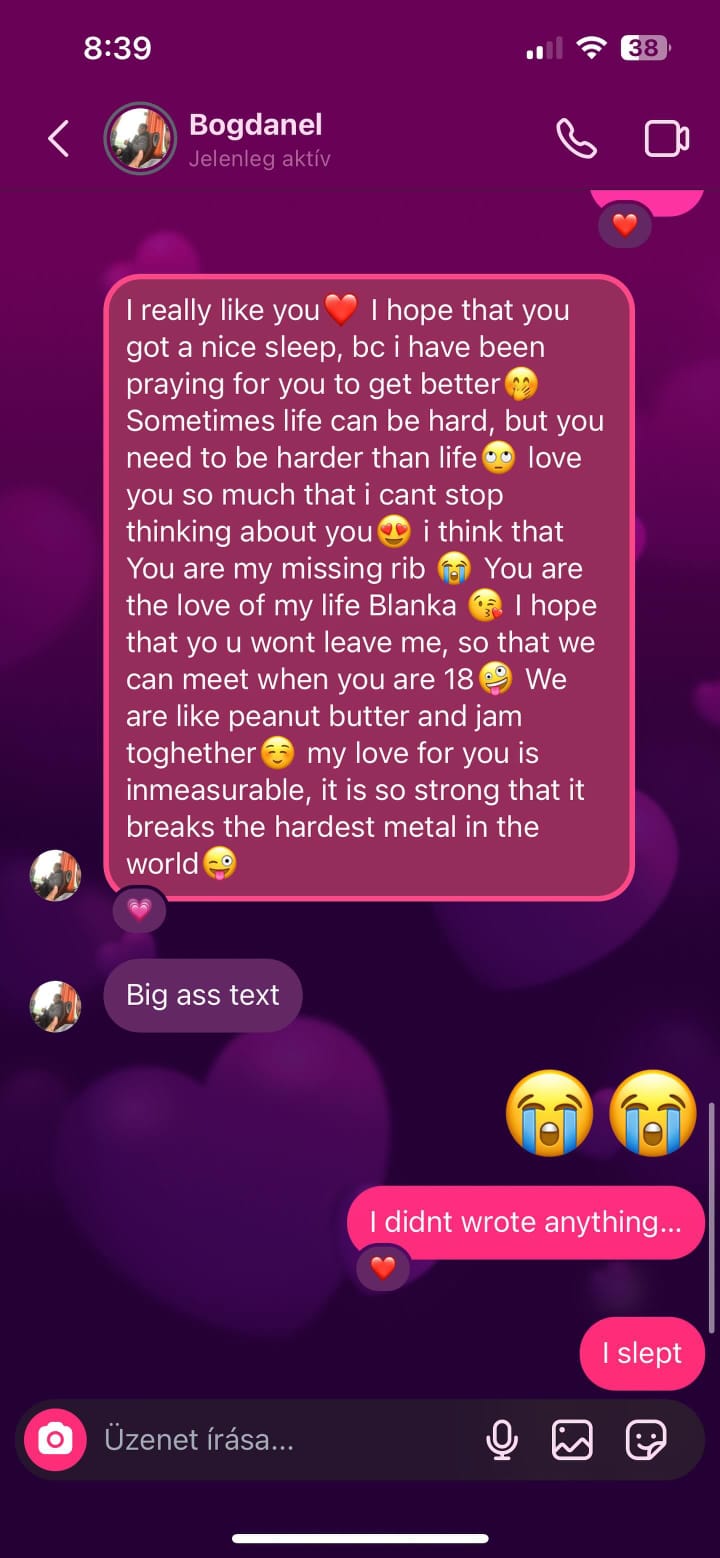 8:39
38
Bogdanel
Jelenleg aktív
❤️
I really like you❤️ I hope that you
got a nice sleep, bc i have been
praying for you to get better🤭
Sometimes life can be hard, but you
need to be harder than life🙄 love
you so much that i cant stop
thinking about you😍 i think that
You are my missing rib 😭 You are
the love of my life Blanka 😘 I hope
that yo u wont leave me, so that we
can meet when you are 18🤪 We
are like peanut butter and jam
toghether☺️ my love for you is
inmeasurable, it is so strong that it
breaks the hardest metal in the
world😜
💗
Big ass text
😭😭
I didnt wrote anything...
❤️
I slept
Üzenet írása...